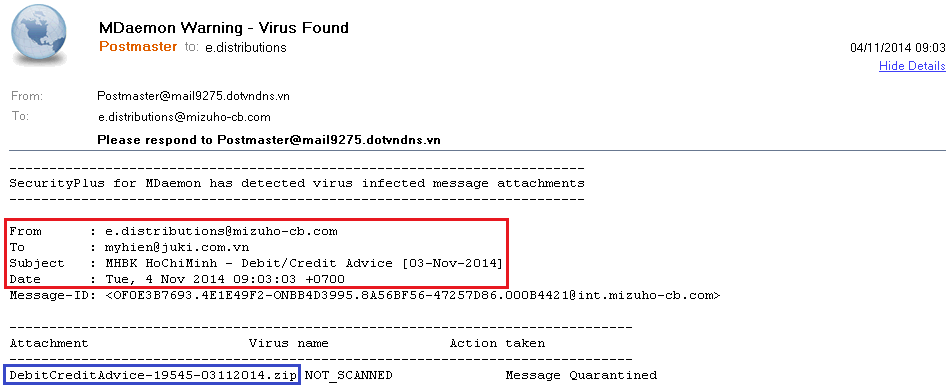 MDaemon Warning - Virus Found
Postmaster to: e.distributions
04/11/2014 09:03
Hide Details
From: Postmaster@mail9275.dotvndns.vn
To: e.distributions@mizuho-cb.com
Please respond to Postmaster@mail9275.dotvndns.vn
----------------------------------------------------------------------
SecurityPlus for MDaemon has detected virus infected message attachments
----------------------------------------------------------------------
From : e.distributions@mizuho-cb.com
To : myhien@juki.com.vn
Subject : MHBK HoChiMinh - Debit/Credit Advice [03-Nov-2014]
Date : Tue, 4 Nov 2014 09:03:03 +0700
Message-ID: <OF0E3B7693.4E1E49F2-ONBB4D3995.8A56BF56-47257D86.000B4421@int.mizuho-cb.com>
----------------------------------------------------------------------
Attachment Virus name Action taken
----------------------------------------------------------------------
DebitCreditAdvice-19545-03112014.zip NOT_SCANNED Message Quarantined